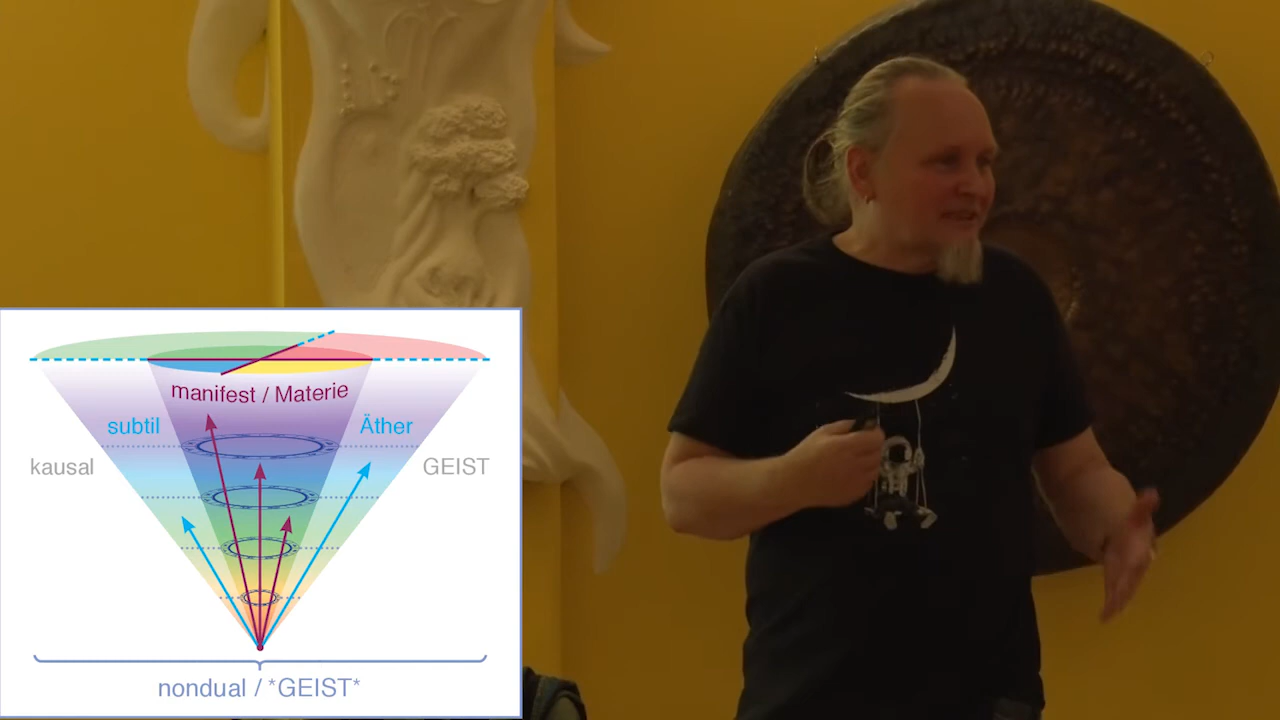 manifest / Materie
subtil
Äther
kausal
GEIST
nondual / *GEIST*